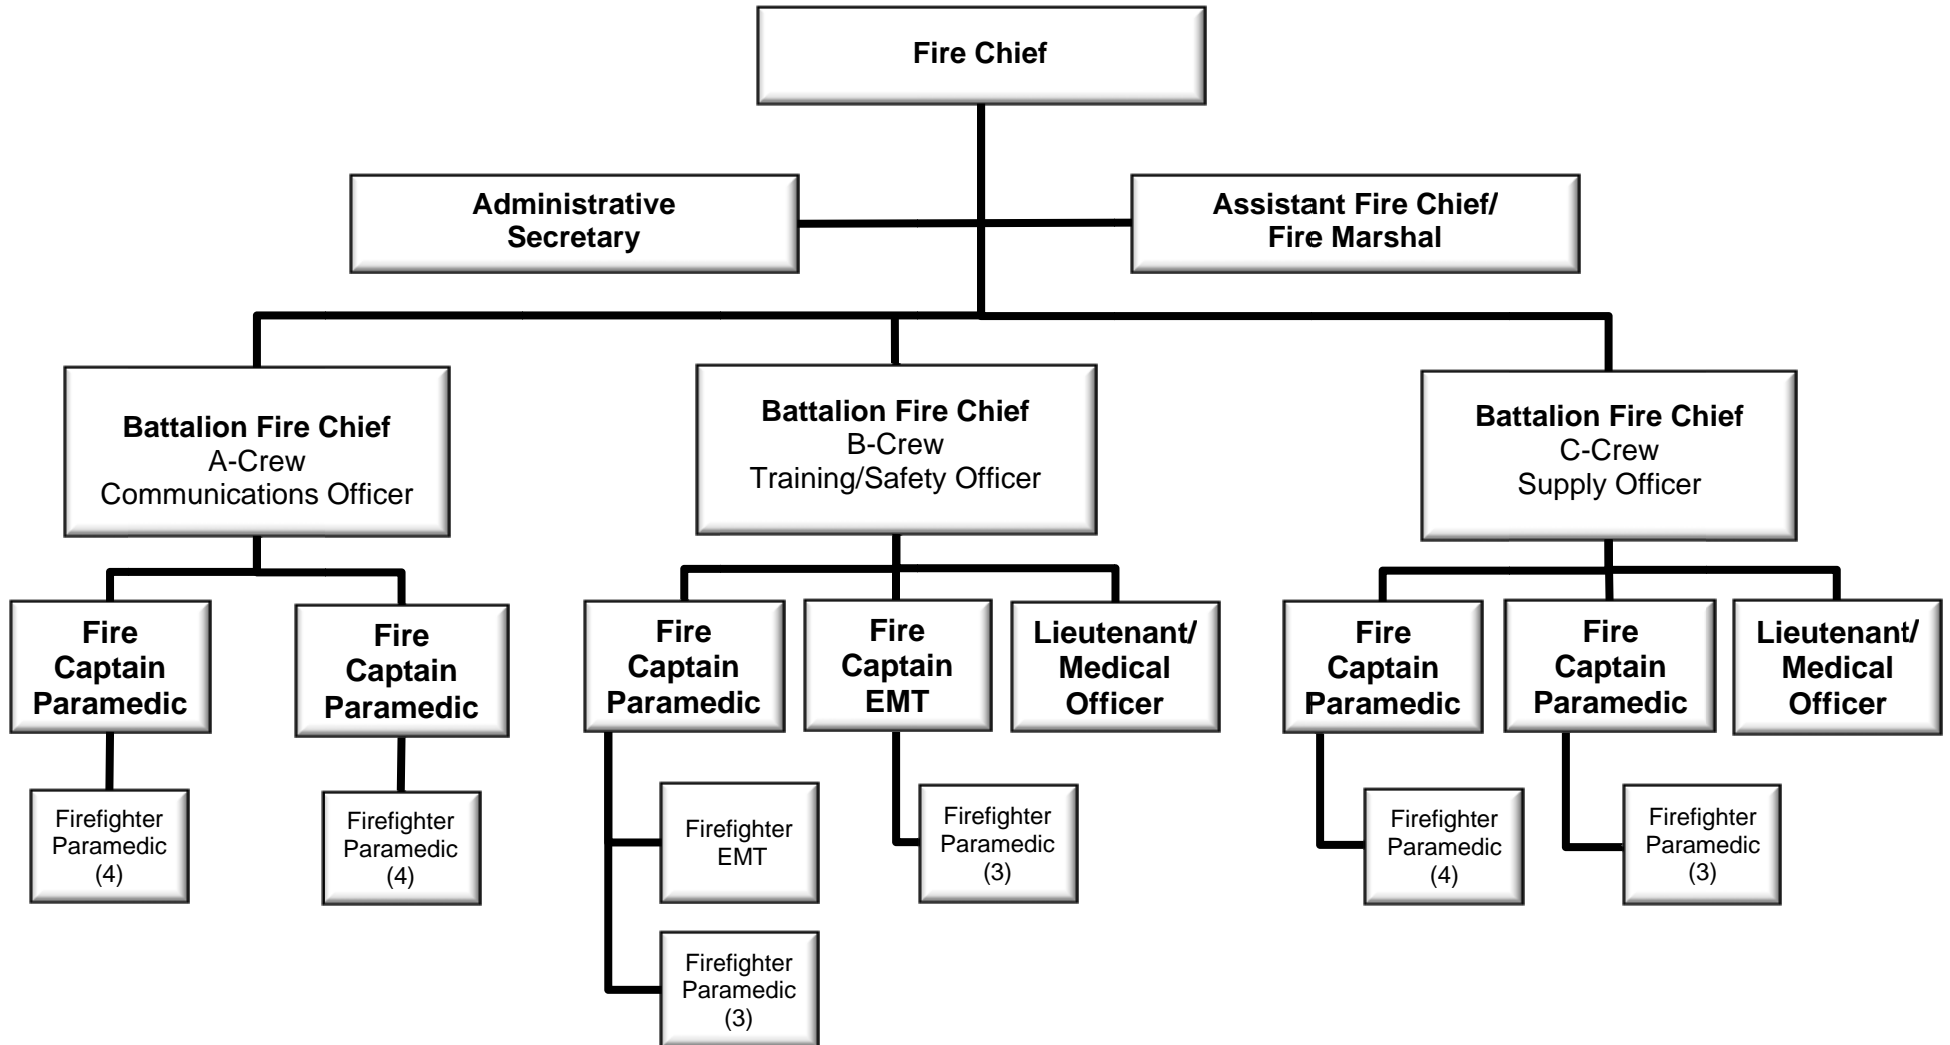 Fire Chief
Administrative
Secretary
Assistant Fire Chief/
Fire Marshal
Battalion Fire Chief
A-Crew
Communications Officer
Battalion Fire Chief
B-Crew
Training/Safety Officer
Battalion Fire Chief
C-Crew
Supply Officer
Fire
Captain
Paramedic
Fire
Captain
Paramedic
Fire
Captain
Paramedic
Fire
Captain
EMT
Lieutenant/
Medical
Officer
Fire
Captain
Paramedic
Fire
Captain
Paramedic
Lieutenant/
Medical
Officer
Firefighter
Paramedic
(4)
Firefighter
Paramedic
(4)
Firefighter
EMT
Firefighter
Paramedic
(3)
Firefighter
Paramedic
(3)
Firefighter
Paramedic
(4)
Firefighter
Paramedic
(3)